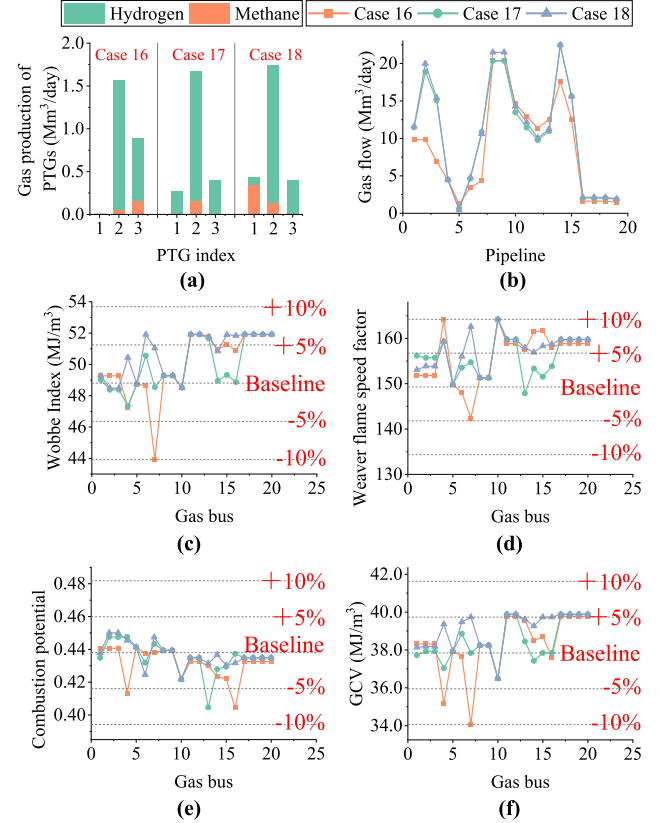 Hydrogen Methane Case 16 Case 17 Case 18
Gas production of
PTGs (Mm³/day)
2.0
1.5
1.0
0.5
0.0
Case 16 Case 17 Case 18
1 2 3 1 2 3 1 2 3
PTG index
(a)
Gas flow (Mm³/day)
20
15
10
5
0
0 5 10 15 20
Pipeline
(b)
Wobbe Index (MJ/m³)
54
52
50
48
46
44
+10%
+5%
Baseline
-5%
-10%
0 5 10 15 20 25
Gas bus
(c)
Weaver flame speed factor
160
150
140
130
+10%
+5%
Baseline
-5%
-10%
0 5 10 15 20 25
Gas bus
(d)
Combustion potential
0.48
0.46
0.44
0.42
0.40
+10%
+5%
Baseline
-5%
-10%
0 5 10 15 20 25
Gas bus
(e)
GCV (MJ/m³)
42.0
40.0
38.0
36.0
34.0
+10%
+5%
Baseline
-5%
-10%
0 5 10 15 20 25
Gas bus
(f)